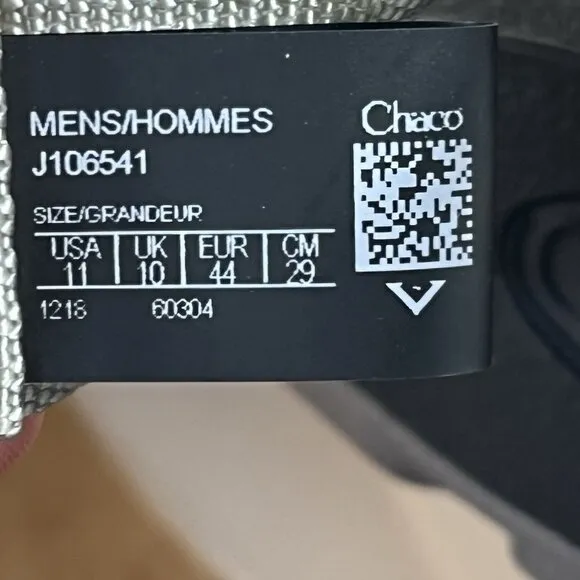 MENS/HOMMES
J106541
Chaco
SIZE/GRANDEUR
USA UK EUR CM
11 10 44 29
1218 60304